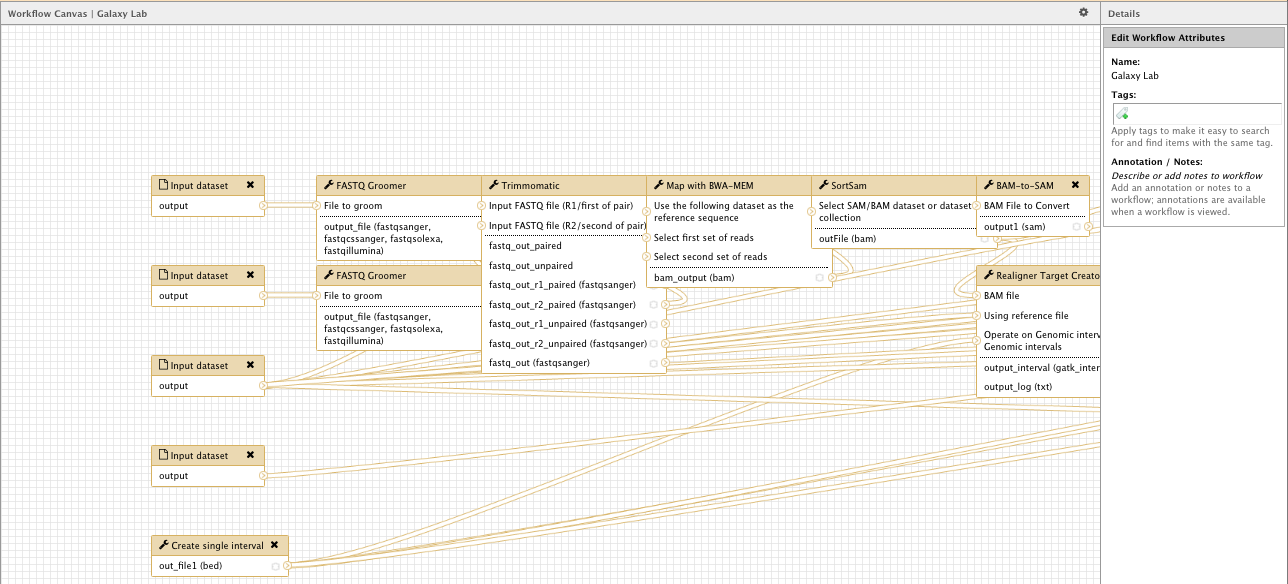 Workflow Canvas | Galaxy Lab
Details
Edit Workflow Attributes
Name:
Galaxy Lab
Tags:
Apply tags to make it easy to search
for and find items with the same tag.
Annotation / Notes:
Describe or add notes to workflow
Add an annotation or notes to a
workflow; annotations are available
when a workflow is viewed.
Input dataset
output
Input dataset
output
Input dataset
output
Input dataset
output
Create single interval
out_file1 (bed)
FASTQ Groomer
File to groom
output_file (fastqsanger,
fastqcssanger, fastqsolexa,
fastqillumina)
FASTQ Groomer
File to groom
output_file (fastqsanger,
fastqcssanger, fastqsolexa,
fastqillumina)
Trimmomatic
Input FASTQ file (R1/first of pair)
Input FASTQ file (R2/second of pair)
fastq_out_paired
fastq_out_unpaired
fastq_out_r1_paired (fastqsanger)
fastq_out_r2_paired (fastqsanger)
fastq_out_r1_unpaired (fastqsanger)
fastq_out_r2_unpaired (fastqsanger)
fastq_out (fastqsanger)
Map with BWA-MEM
Use the following dataset as the
reference sequence
Select first set of reads
Select second set of reads
bam_output (bam)
SortSam
Select SAM/BAM dataset or dataset
collection
outFile (bam)
BAM-to-SAM
BAM File to Convert
output1 (sam)
Realigner Target Creato
BAM file
Using reference file
Operate on Genomic interv
Genomic intervals
output_interval (gatk_inter
output_log (txt)